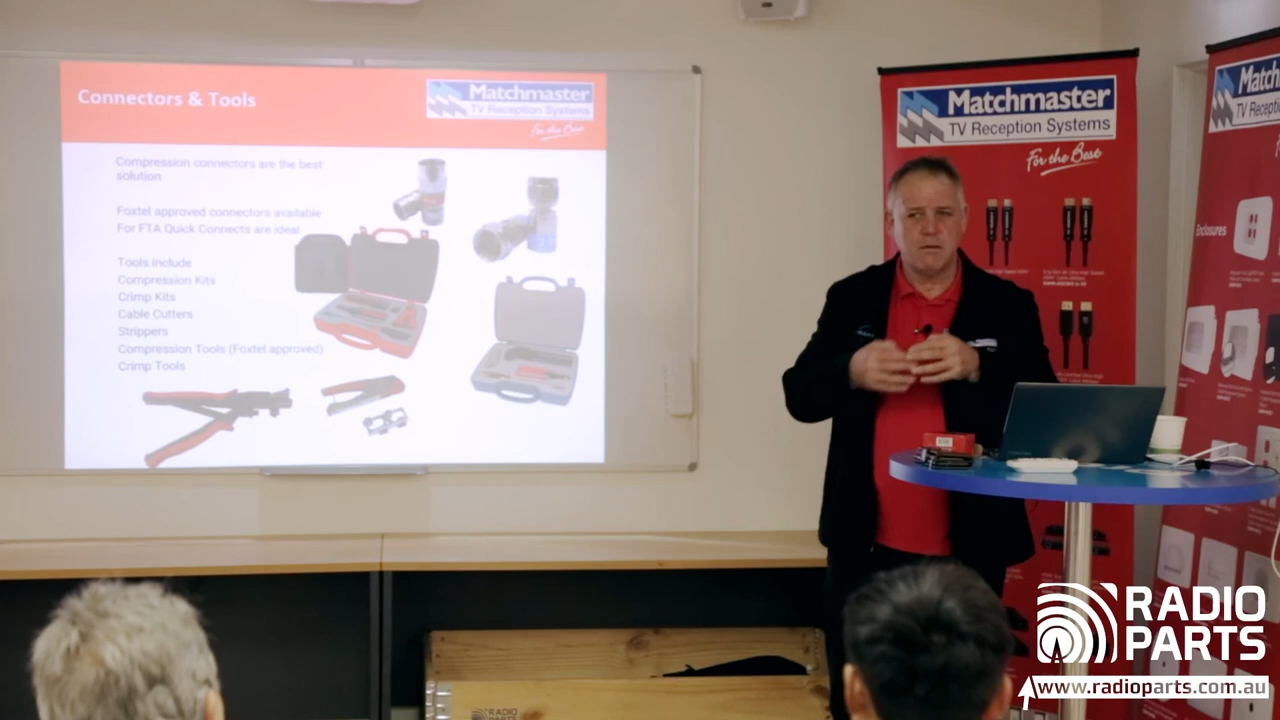 Connectors & Tools
Matchmaster
TV Reception Systems
For the Best
Compression connectors are the best
solution
Foxtel approved connectors available
For FTA Quick Connects are ideal
Tools include
Compression Kits
Crimp Kits
Cable Cutters
Strippers
Compression Tools (Foxtel approved)
Crimp Tools
Matchmaster
TV Reception Systems
For the Best
Enclosures
RADIO
PARTS
www.radioparts.com.au
RADIO